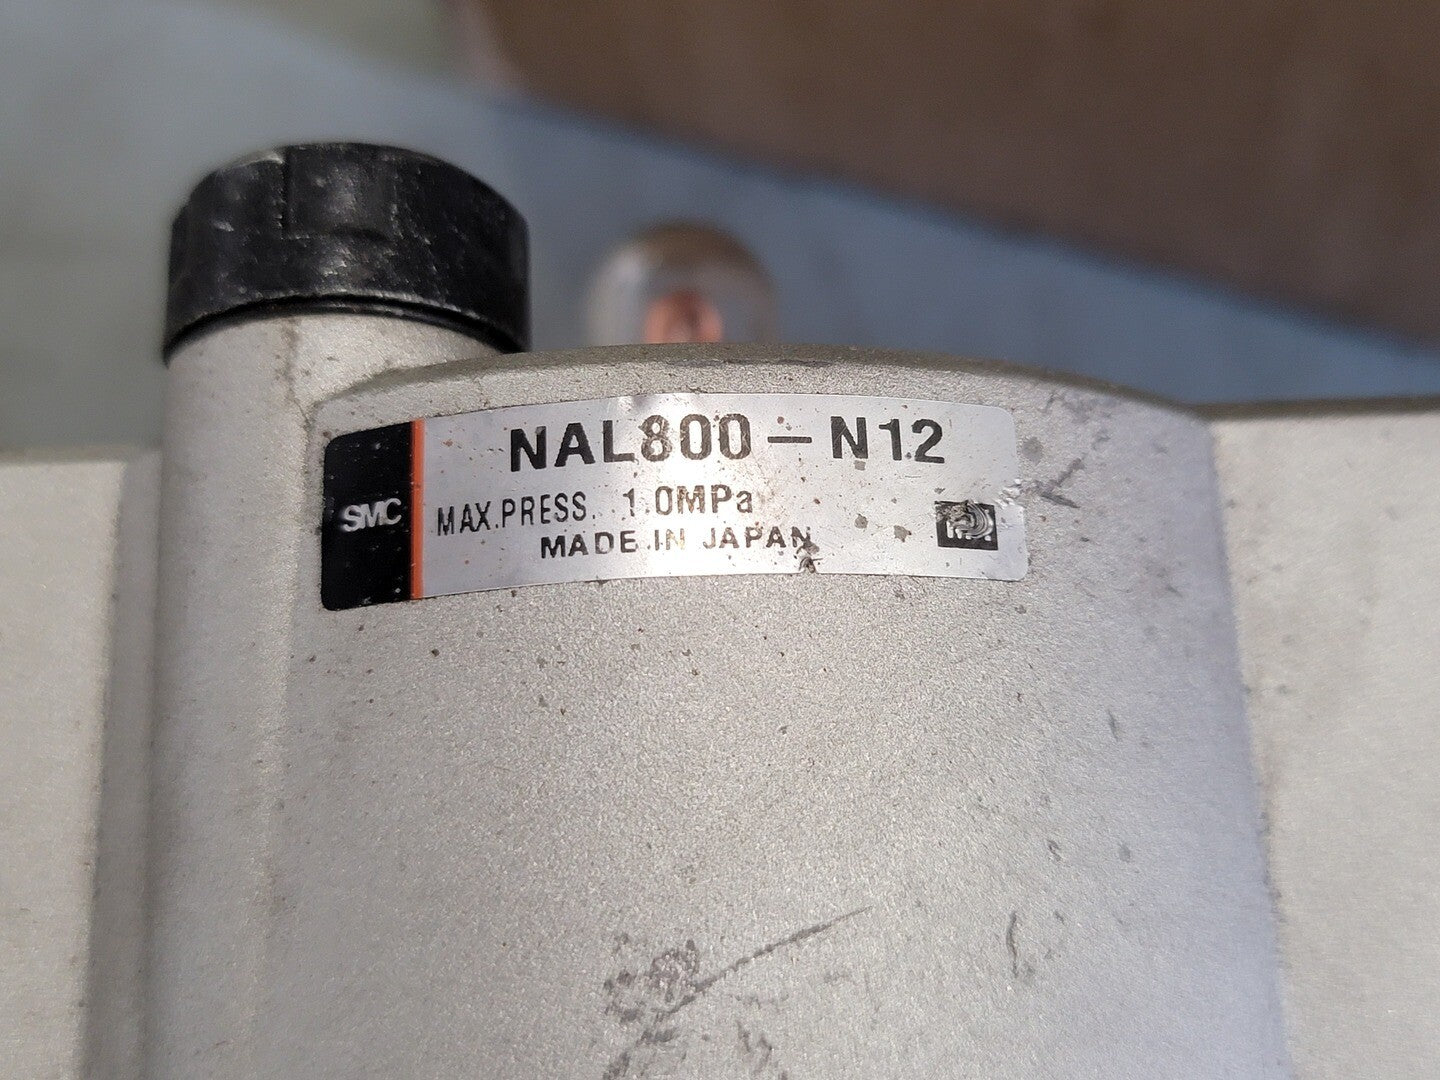 NAL800-N12
SMC
MAX.PRESS. 1.0MPa
MADE IN JAPAN